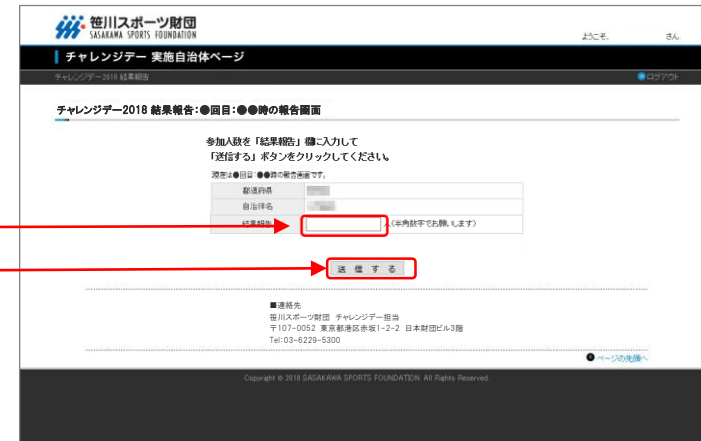 笹川スポーツ財団
SASAKAWA SPORTS FOUNDATION
ようこそ、 さん
チャレンジデー 実施自治体ページ
チャレンジデー2018 結果報告
ログアウト
チャレンジデー2018 結果報告:●回目:●●時の報告画面
参加人数を「結果報告」欄に入力して
「送信する」ボタンをクリックしてください。
現在は●回目:●●時の報告画面です。
都道府県
自治体名
結果報告 人(半角数字でお願いします)
送 信 す る
■連絡先
笹川スポーツ財団 チャレンジデー担当
〒107-0052 東京都港区赤坂1-2-2 日本財団ビル3階
Tel:03-6229-5300
ページの先頭へ
Copyright © 2018 SASAKAWA SPORTS FOUNDATION. All Rights Reserved.